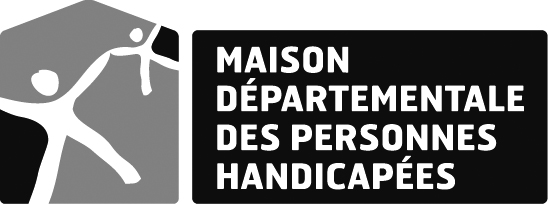 MAISON
DÉPARTEMENTALE
DES PERSONNES
HANDICAPÉES